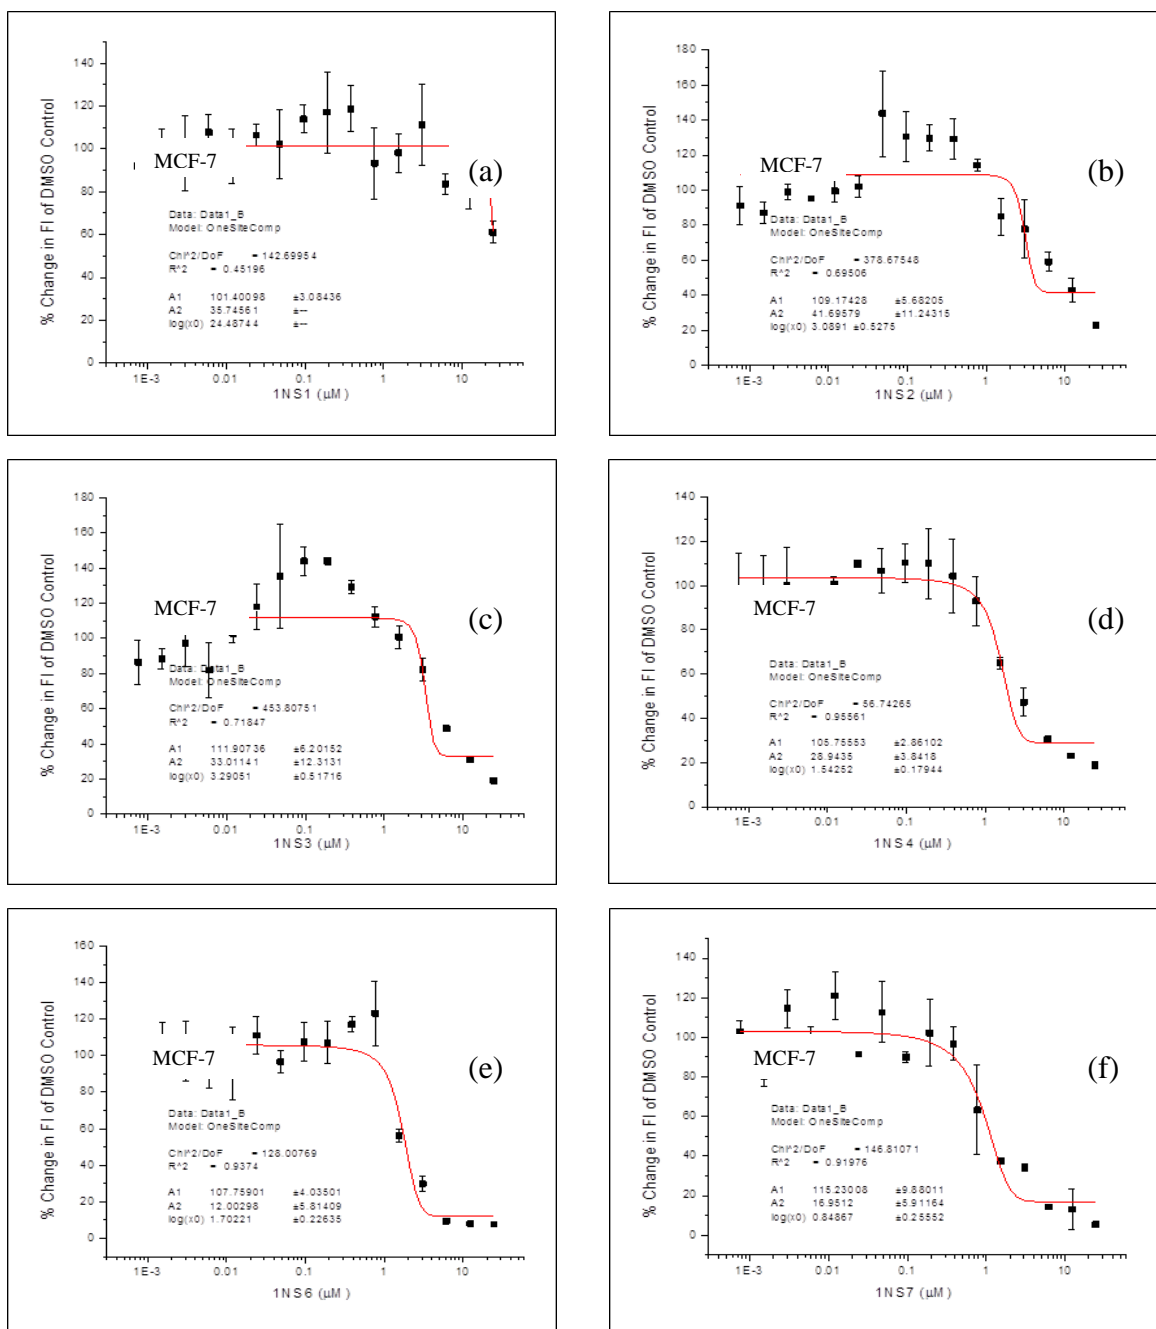 140
120
100
80
60
40
20
0
% Change in FI of DMSO Control
MCF-7
(a)
Data: Data1_B
Model: OneSiteComp
Chi^2/DoF = 142.69954
R^2 = 0.45196
A1 101.40098 ±3.08436
A2 35.74561 ±--
log(x0) 24.48744 ±--
1E-3 0.01 0.1 1 10
1NS1 (µM)
180
160
140
120
100
80
60
40
20
0
% Change in FI of DMSO Control
MCF-7
(b)
Data: Data1_B
Model: OneSiteComp
Chi^2/DoF = 378.67548
R^2 = 0.69506
A1 109.17428 ±5.68205
A2 41.69579 ±11.24315
log(x0) 3.0891 ±0.5275
1E-3 0.01 0.1 1 10
1NS2 (µM)
180
160
140
120
100
80
60
40
20
0
% Change in FI of DMSO Control
MCF-7
(c)
Data: Data1_B
Model: OneSiteComp
Chi^2/DoF = 453.80751
R^2 = 0.71847
A1 111.90736 ±6.20152
A2 33.01141 ±12.3131
log(x0) 3.29051 ±0.51716
1E-3 0.01 0.1 1 10
1NS3 (µM)
140
120
100
80
60
40
20
0
% Change in FI of DMSO Control
MCF-7
(d)
Data: Data1_B
Model: OneSiteComp
Chi^2/DoF = 56.74265
R^2 = 0.95561
A1 105.75553 ±2.86102
A2 28.9435 ±3.8418
log(x0) 1.54252 ±0.17944
1E-3 0.01 0.1 1 10
1NS4 (µM)
160
140
120
100
80
60
40
20
0
% Change in FI of DMSO Control
MCF-7
(e)
Data: Data1_B
Model: OneSiteComp
Chi^2/DoF = 128.00769
R^2 = 0.9374
A1 107.75901 ±4.03501
A2 12.00298 ±5.81409
log(x0) 1.70221 ±0.22635
1E-3 0.01 0.1 1 10
1NS6 (µM)
140
120
100
80
60
40
20
0
% Change in FI of DMSO Control
MCF-7
(f)
Data: Data1_B
Model: OneSiteComp
Chi^2/DoF = 146.81071
R^2 = 0.91976
A1 115.23008 ±9.88011
A2 16.9512 ±5.91164
log(x0) 0.84867 ±0.25552
1E-3 0.01 0.1 1 10
1NS7 (µM)